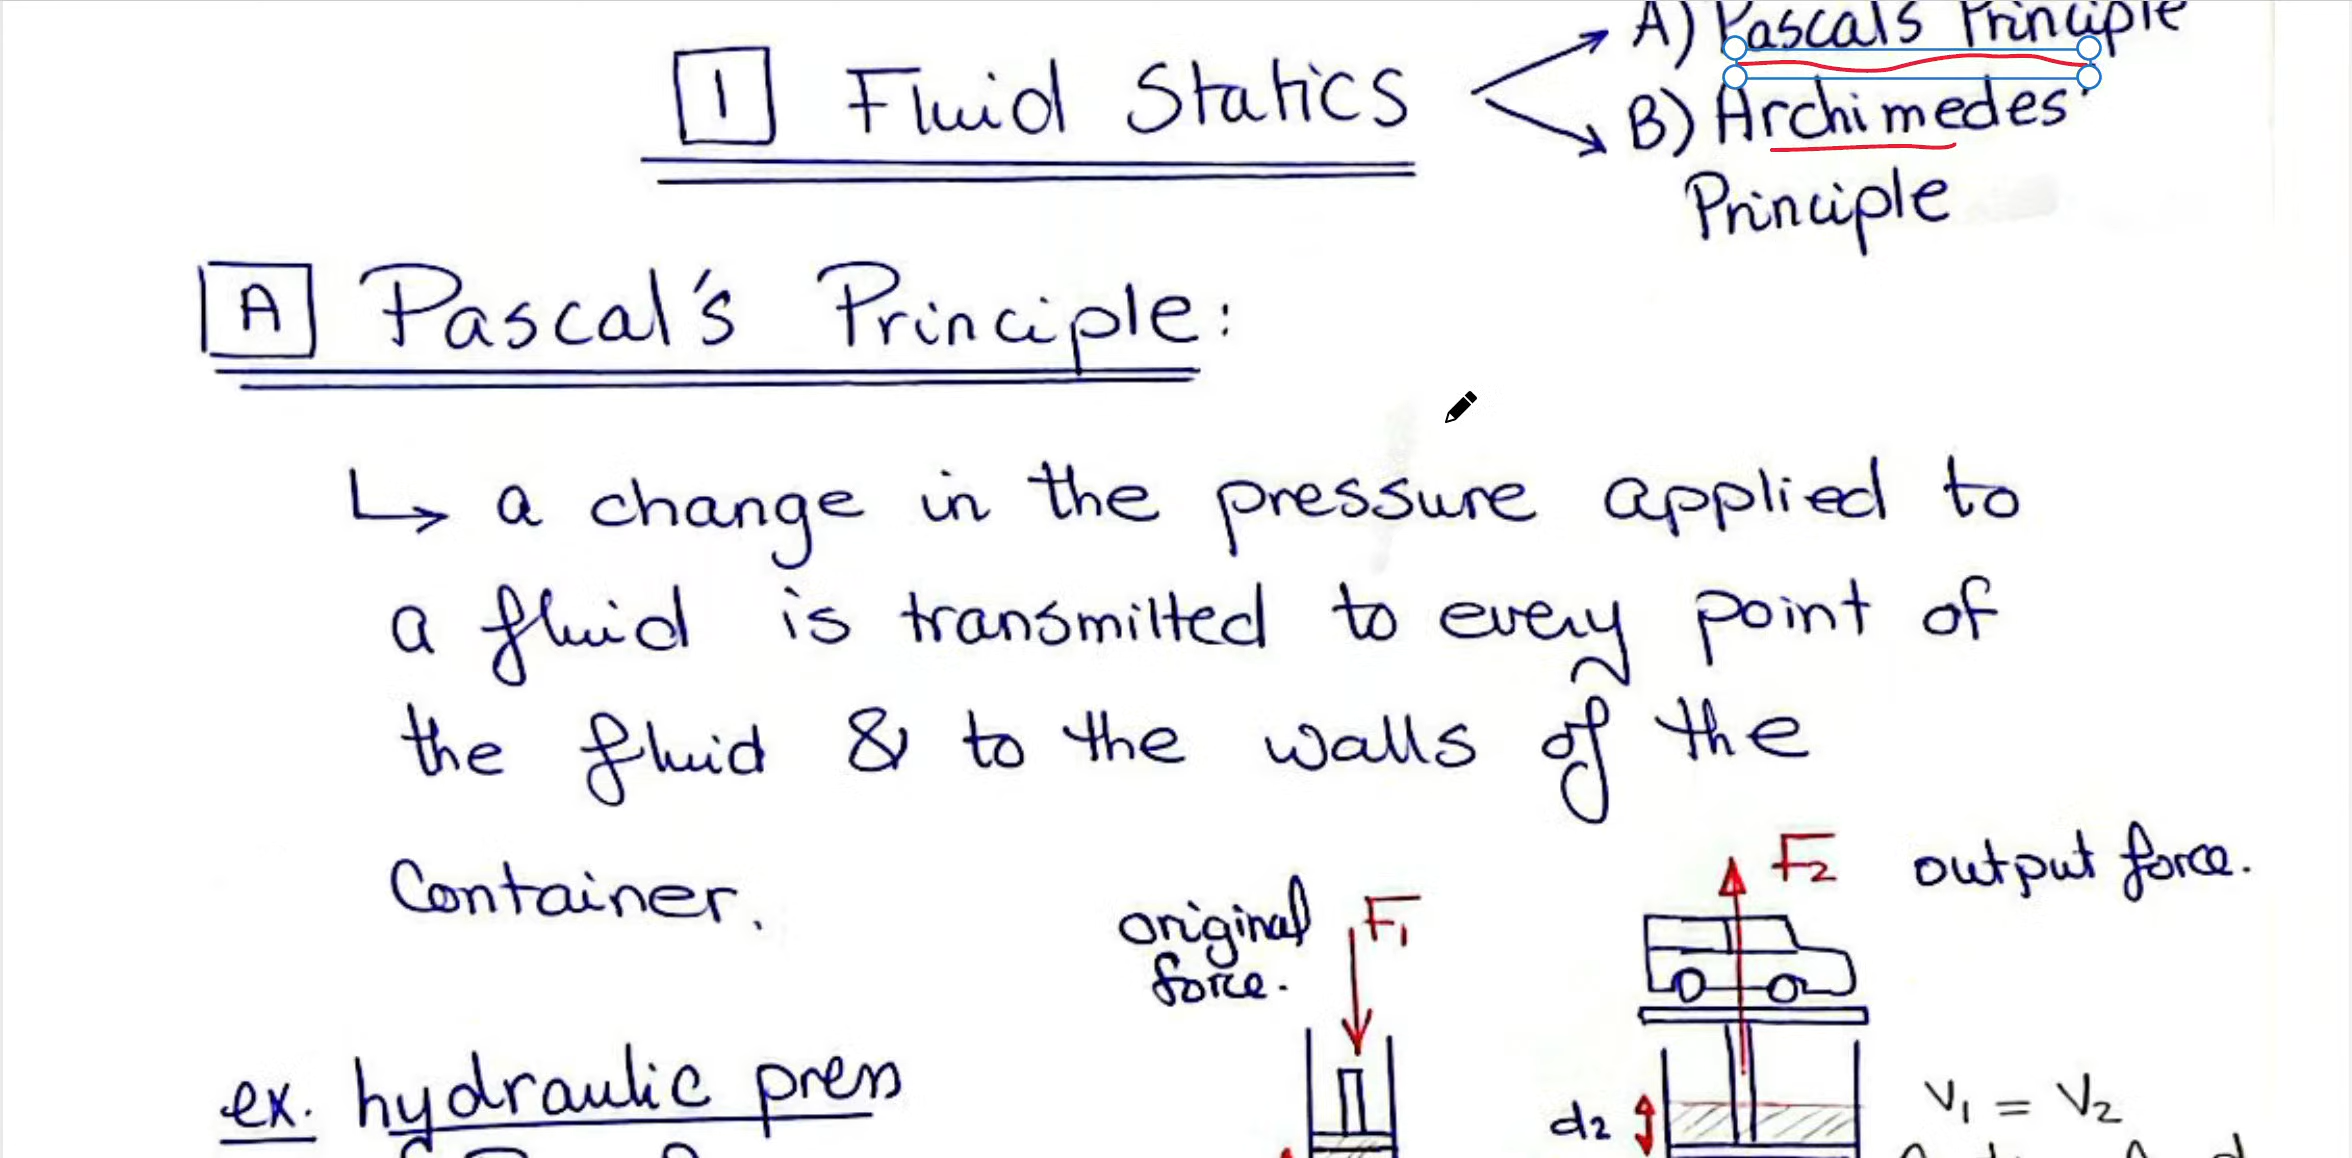 A) Pascal's Principle
1 Fluid Statics
B) Archimedes'
Principle
A Pascal's Principle:
↳ a change in the pressure applied to
a fluid is transmitted to every point of
the fluid & to the walls of the
Container.
F2 output force.
original F1
force.
ex. hydraulic press
d2
V1 = V2